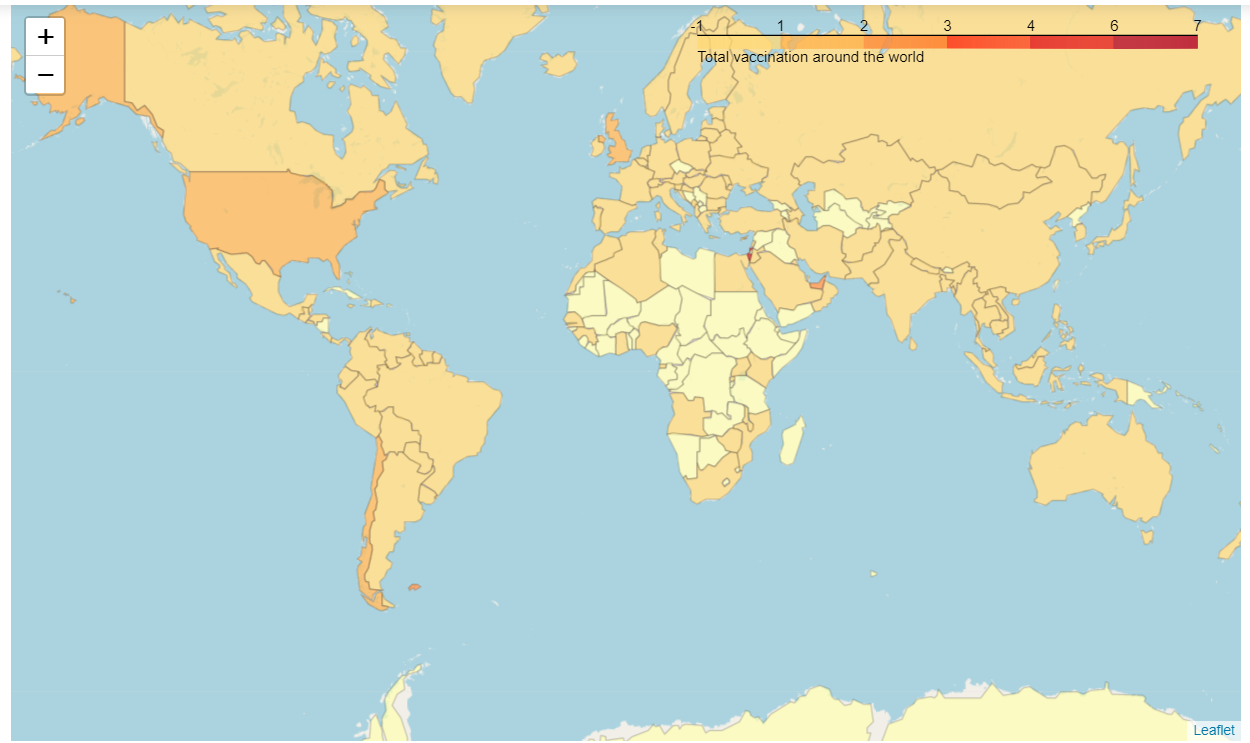 +
−
-1 1 2 3 4 6 7
Total vaccination around the world
Leaflet